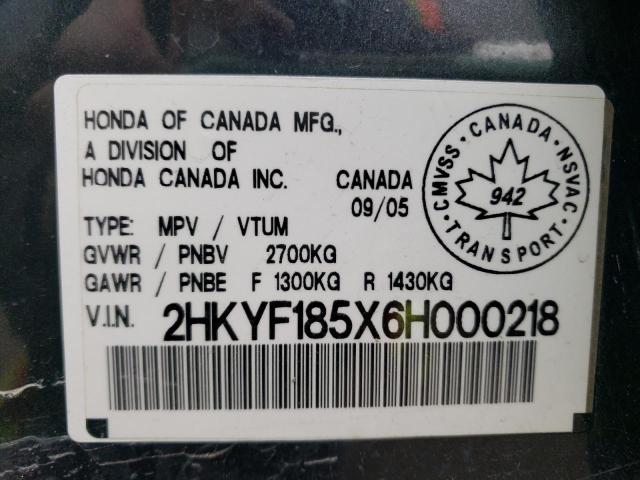 HONDA OF CANADA MFG.,
A DIVISION OF
HONDA CANADA INC. CANADA
09/05
TYPE: MPV / VTUM
GVWR / PNBV 2700KG
GAWR / PNBE F 1300KG R 1430KG
V.I.N. 2HKYF185X6H000218
CMVSS · CANADA · NSVAC
942
TRANSPORT